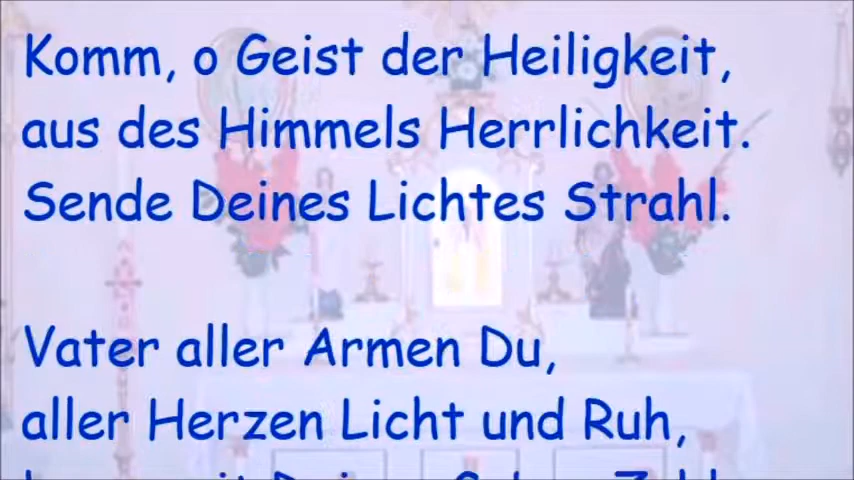 Komm, o Geist der Heiligkeit,
aus des Himmels Herrlichkeit.
Sende Deines Lichtes Strahl.
Vater aller Armen Du,
aller Herzen Licht und Ruh,